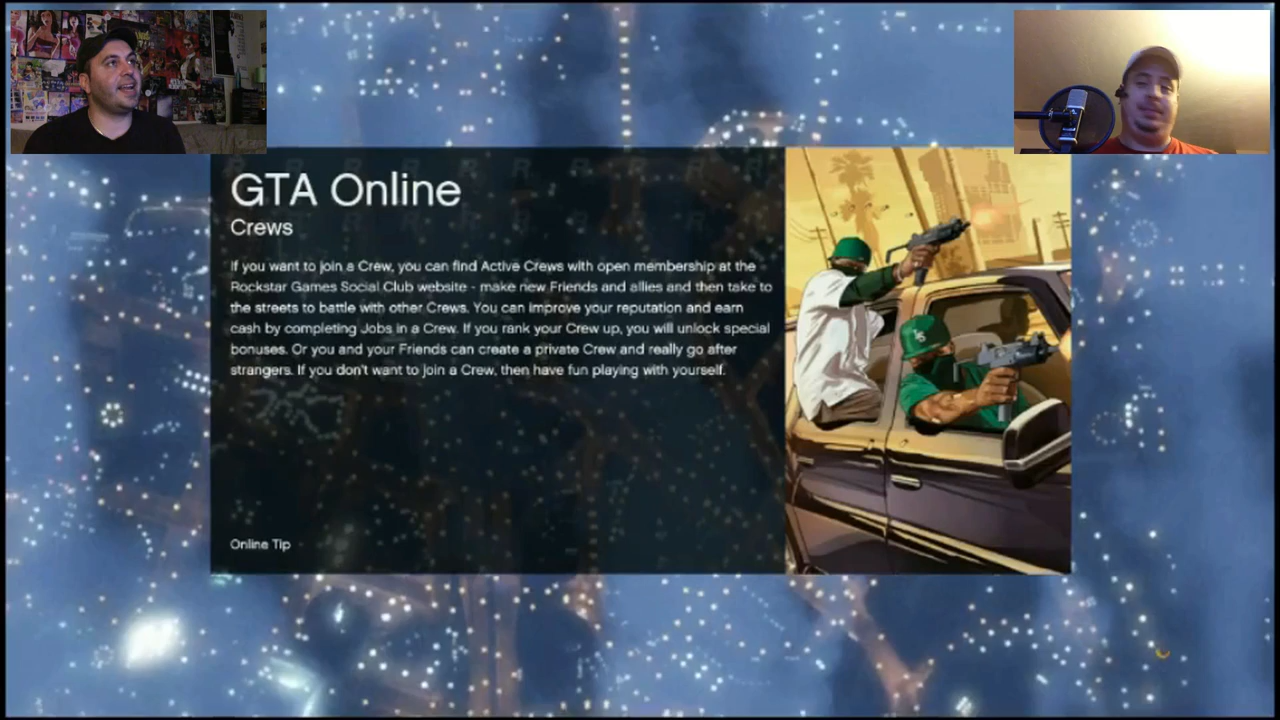 GTA Online
Crews
If you want to join a Crew, you can find Active Crews with open membership at the
Rockstar Games Social Club website - make new Friends and allies and then take to
the streets to battle with other Crews. You can improve your reputation and earn
cash by completing Jobs in a Crew. If you rank your Crew up, you will unlock special
bonuses. Or you and your Friends can create a private Crew and really go after
strangers. If you don't want to join a Crew, then have fun playing with yourself.
Online Tip